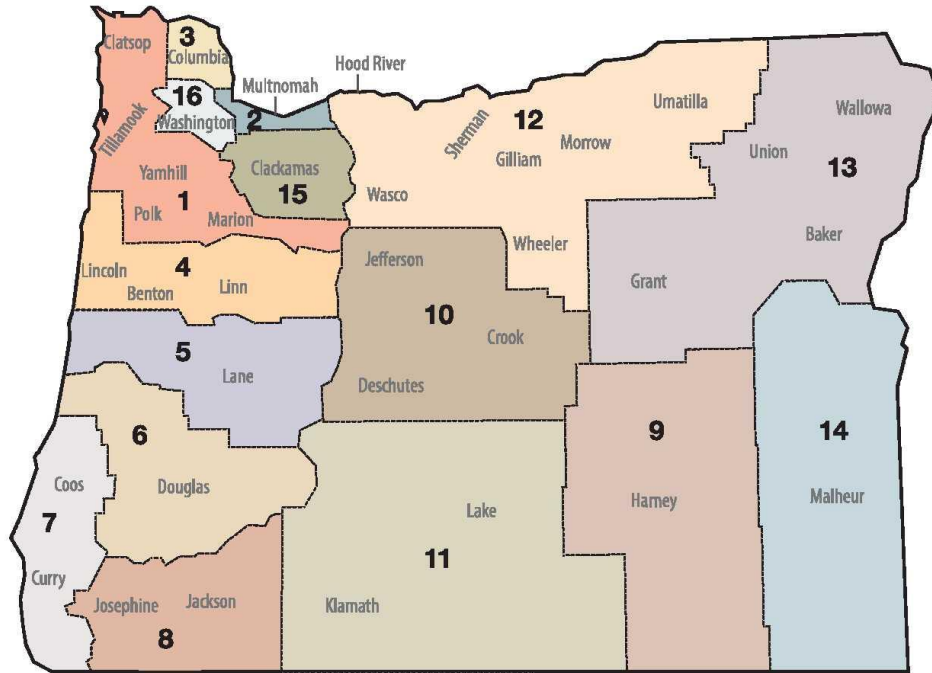 Clatsop
3
Columbia
16
Washington
Multnomah
2
Hood River
Tillamook
Yamhill
1
Polk
Marion
Clackamas
15
Sherman
12
Gilliam
Morrow
Umatilla
Wasco
Wheeler
Wallowa
Union
13
Baker
Grant
Lincoln
4
Benton
Linn
Jefferson
10
Crook
Deschutes
5
Lane
6
Douglas
9
Harney
14
Malheur
Coos
7
Curry
Lake
11
Klamath
Josephine
Jackson
8